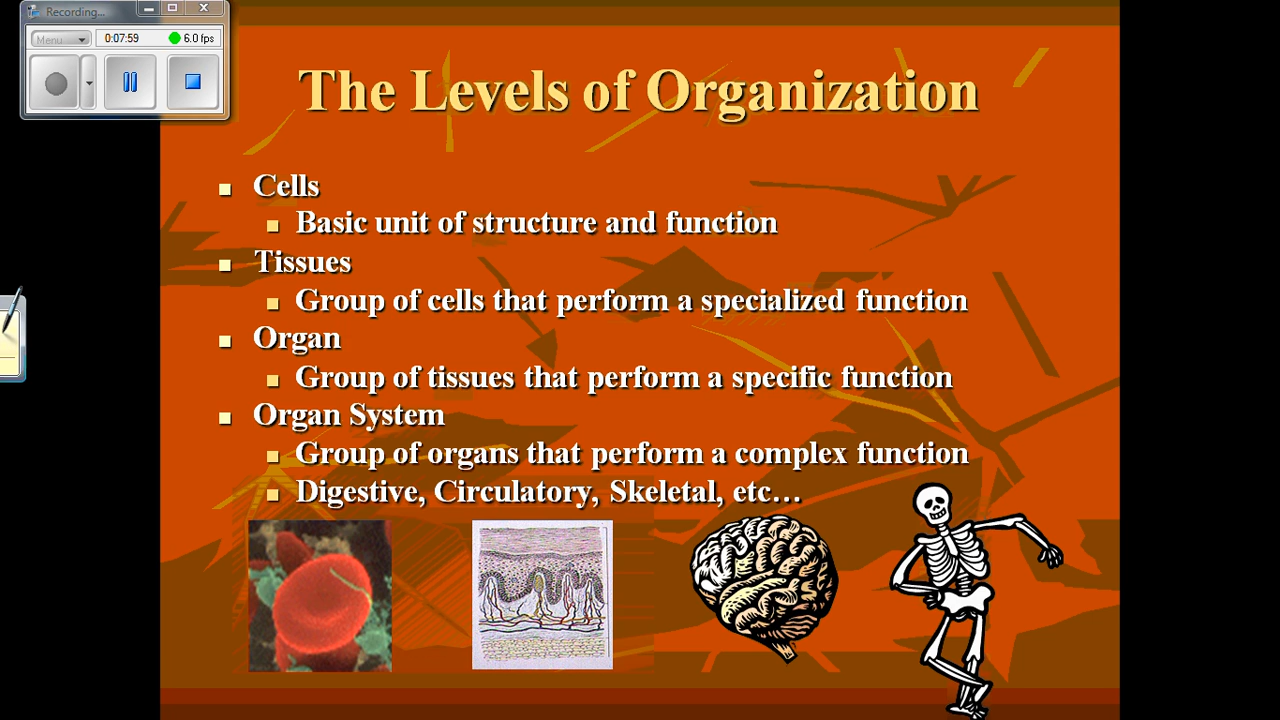 Recording...
Menu
0:07:59
6.0 fps
The Levels of Organization
Cells
Basic unit of structure and function
Tissues
Group of cells that perform a specialized function
Organ
Group of tissues that perform a specific function
Organ System
Group of organs that perform a complex function
Digestive, Circulatory, Skeletal, etc...